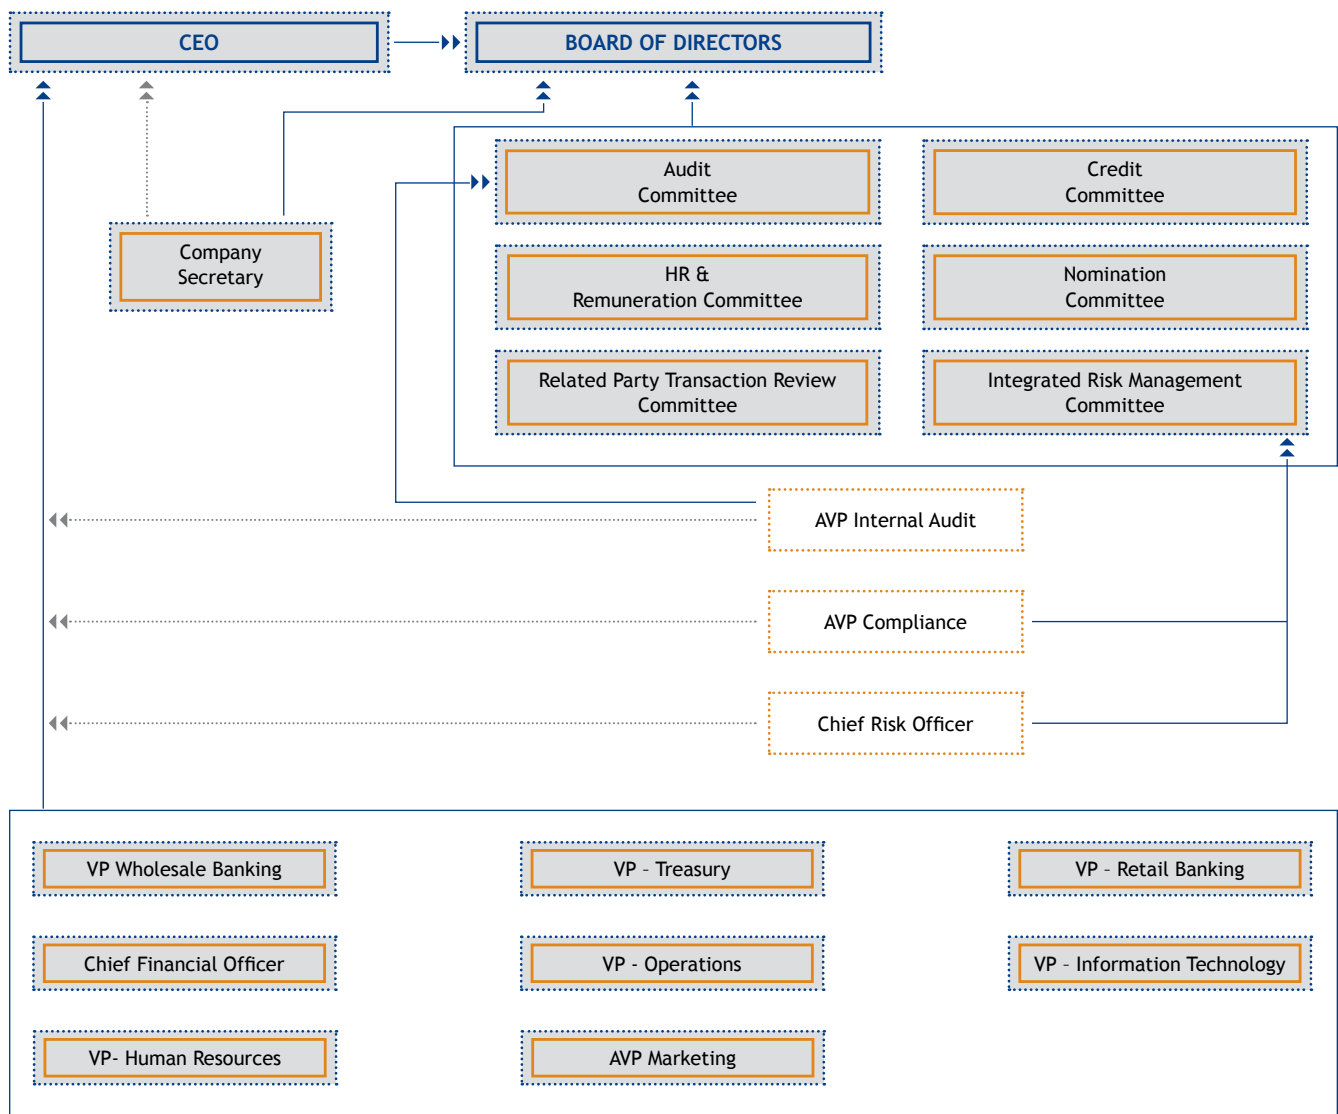 CEO
BOARD OF DIRECTORS
Audit
Committee
Credit
Committee
Company
Secretary
HR &
Remuneration Committee
Nomination
Committee
Related Party Transaction Review
Committee
Integrated Risk Management
Committee
AVP Internal Audit
AVP Compliance
Chief Risk Officer
VP Wholesale Banking
VP – Treasury
VP – Retail Banking
Chief Financial Officer
VP - Operations
VP – Information Technology
VP- Human Resources
AVP Marketing